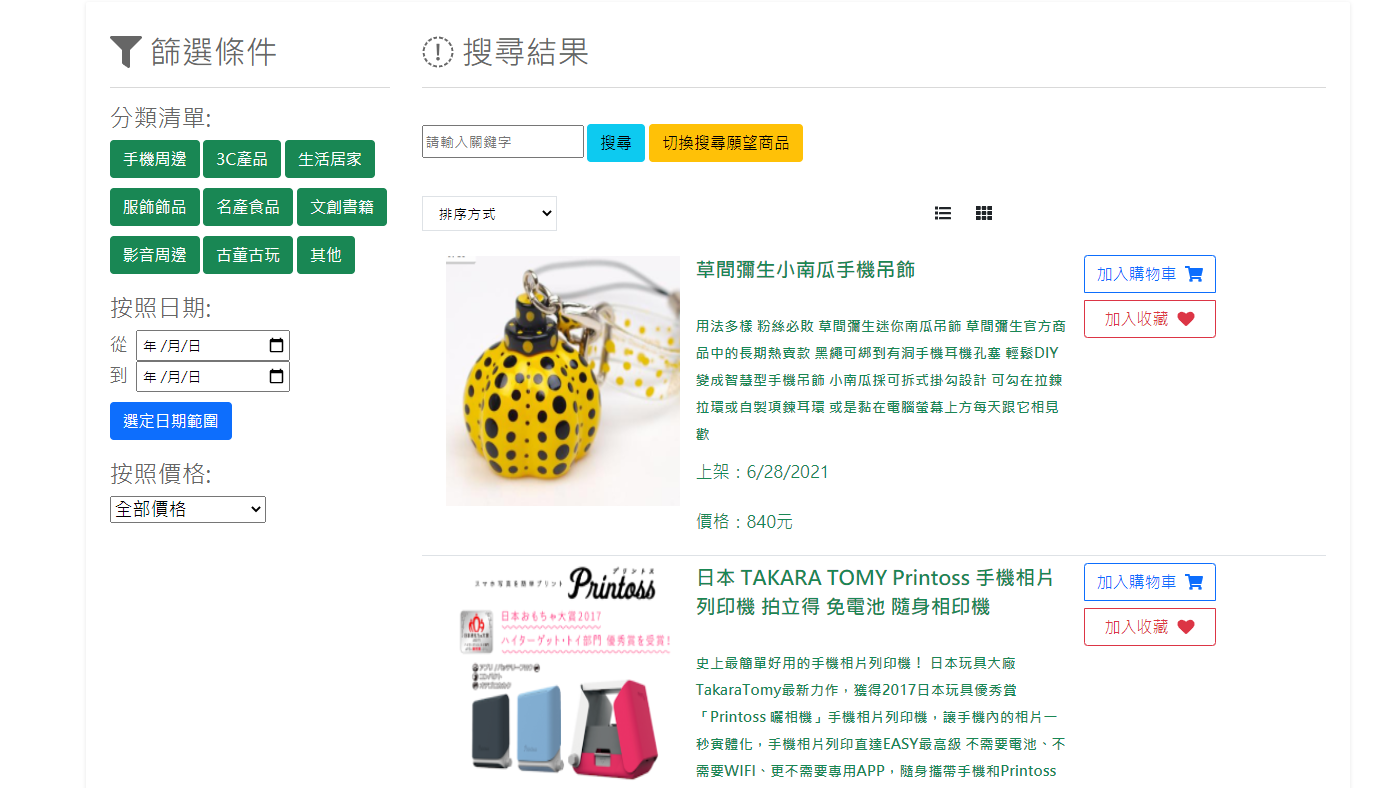 篩選條件
分類清單:
手機周邊 3C產品 生活居家
服飾飾品 名產食品 文創書籍
影音周邊 古董古玩 其他
按照日期:
從 年 /月/日
到 年 /月/日
選定日期範圍
按照價格:
全部價格
搜尋結果
請輸入關鍵字 搜尋 切換搜尋願望商品
排序方式
草間彌生小南瓜手機吊飾
用法多樣 粉絲必敗 草間彌生迷你南瓜吊飾 草間彌生官方商
品中的長期熱賣款 黑繩可綁到有洞手機耳機孔塞 輕鬆DIY
變成智慧型手機吊飾 小南瓜採可拆式掛勾設計 可勾在拉鍊
拉環或自製項鍊耳環 或是黏在電腦螢幕上方每天跟它相見
歡
上架：6/28/2021
價格：840元
加入購物車
加入收藏
プリントス
スマホ写真を簡単プリント Printoss
日本おもちゃ大賞2017
ハイターゲット・トイ部門 優秀賞を受賞!
日本 TAKARA TOMY Printoss 手機相片
列印機 拍立得 免電池 隨身相印機
史上最簡單好用的手機相片列印機！ 日本玩具大廠
TakaraTomy最新力作，獲得2017日本玩具優秀賞
「Printoss 曬相機」手機相片列印機，讓手機內的相片一
秒實體化，手機相片列印直達EASY最高級 不需要電池、不
需要WIFI、更不需要專用APP，隨身攜帶手機和Printoss
加入購物車
加入收藏